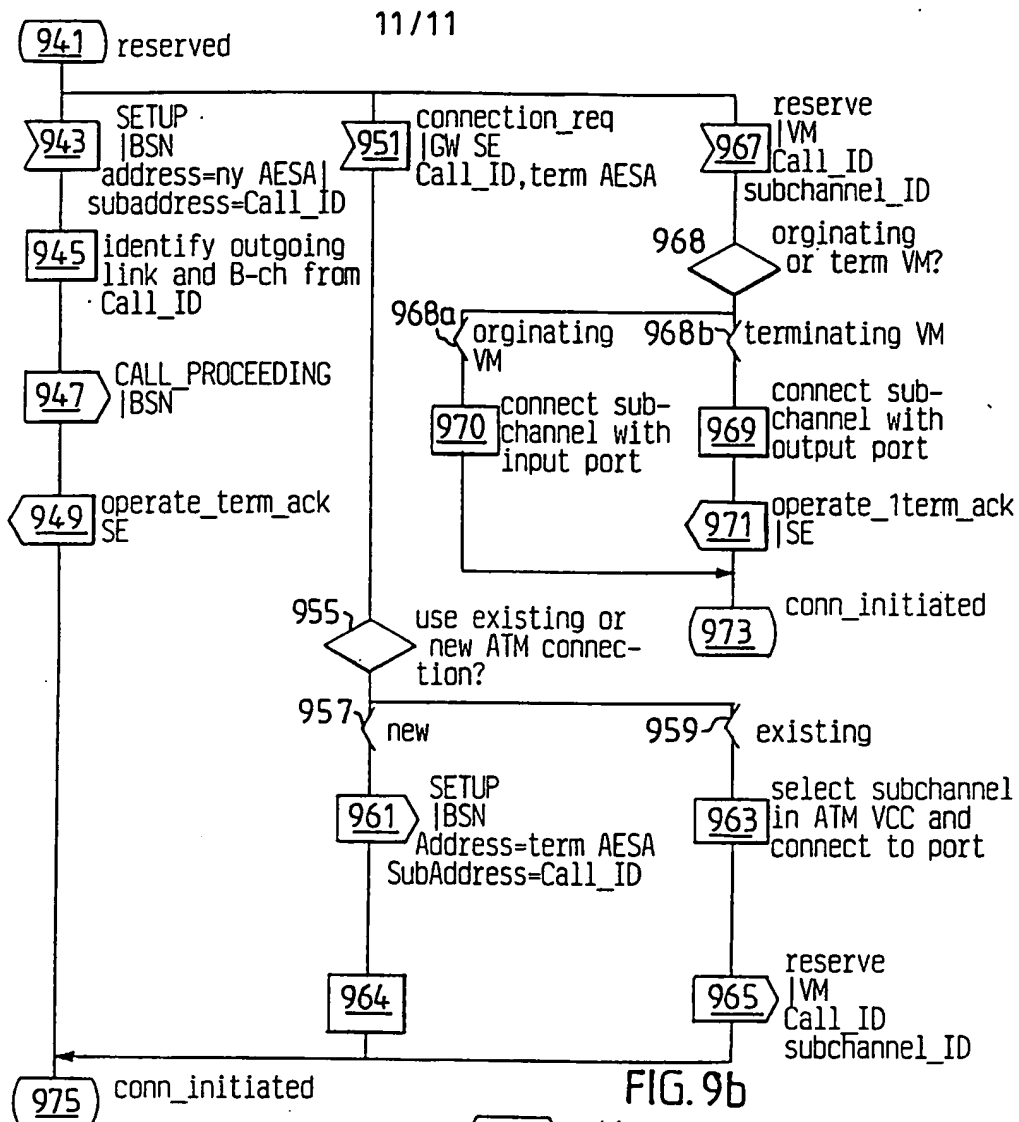 11/11
941 reserved
943 SETUP
|BSN
address=ny AESA|
subaddress=Call_ID
945 identify outgoing
link and B-ch from
Call_ID
947 CALL_PROCEEDING
|BSN
949 operate_term_ack
SE
951 connection_req
|GW SE
Call_ID,term AESA
967 reserve
|VM
Call_ID
subchannel_ID
968 orginating
or term VM?
968a orginating
VM
968b terminating VM
970 connect sub-
channel with
input port
969 connect sub-
channel with
output port
971 operate_1term_ack
|SE
973 conn_initiated
955 use existing or
new ATM connec-
tion?
957 new
959 existing
961 SETUP
|BSN
Address=term AESA
SubAddress=Call_ID
963 select subchannel
in ATM VCC and
connect to port
964
965 reserve
|VM
Call_ID
subchannel_ID
975 conn_initiated
FIG. 9b